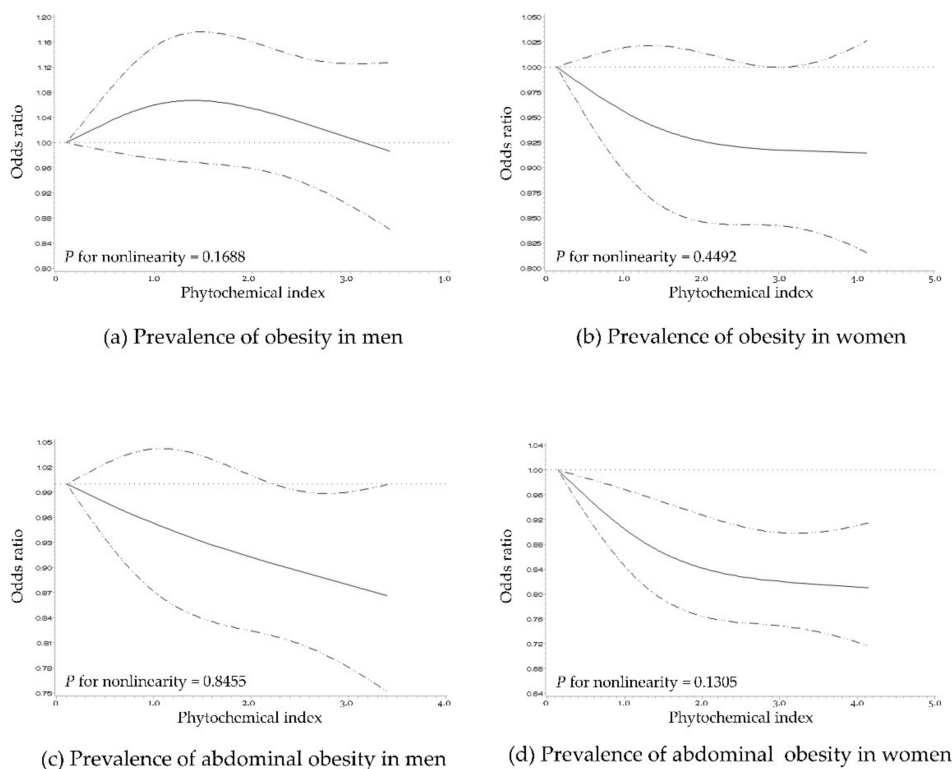 1.20
1.16
1.12
1.08
1.04
1.00
0.96
0.92
0.88
0.84
0.80
Odds ratio
P for nonlinearity = 0.1688
0.0 1.0 2.0 3.0 4.0
Phytochemical index
(a) Prevalence of obesity in men
1.050
1.025
1.000
0.975
0.950
0.925
0.900
0.875
0.850
0.825
0.800
Odds ratio
P for nonlinearity = 0.4492
0.0 1.0 2.0 3.0 4.0 5.0
Phytochemical index
(b) Prevalence of obesity in women
1.05
1.02
0.99
0.96
0.93
0.90
0.87
0.84
0.81
0.78
0.75
Odds ratio
P for nonlinearity = 0.8455
0.0 1.0 2.0 3.0 4.0
Phytochemical index
(c) Prevalence of abdominal obesity in men
1.04
1.00
0.96
0.92
0.88
0.84
0.80
0.76
0.72
0.68
0.64
Odds ratio
P for nonlinearity = 0.1305
0.0 1.0 2.0 3.0 4.0 5.0
Phytochemical index
(d) Prevalence of abdominal obesity in women